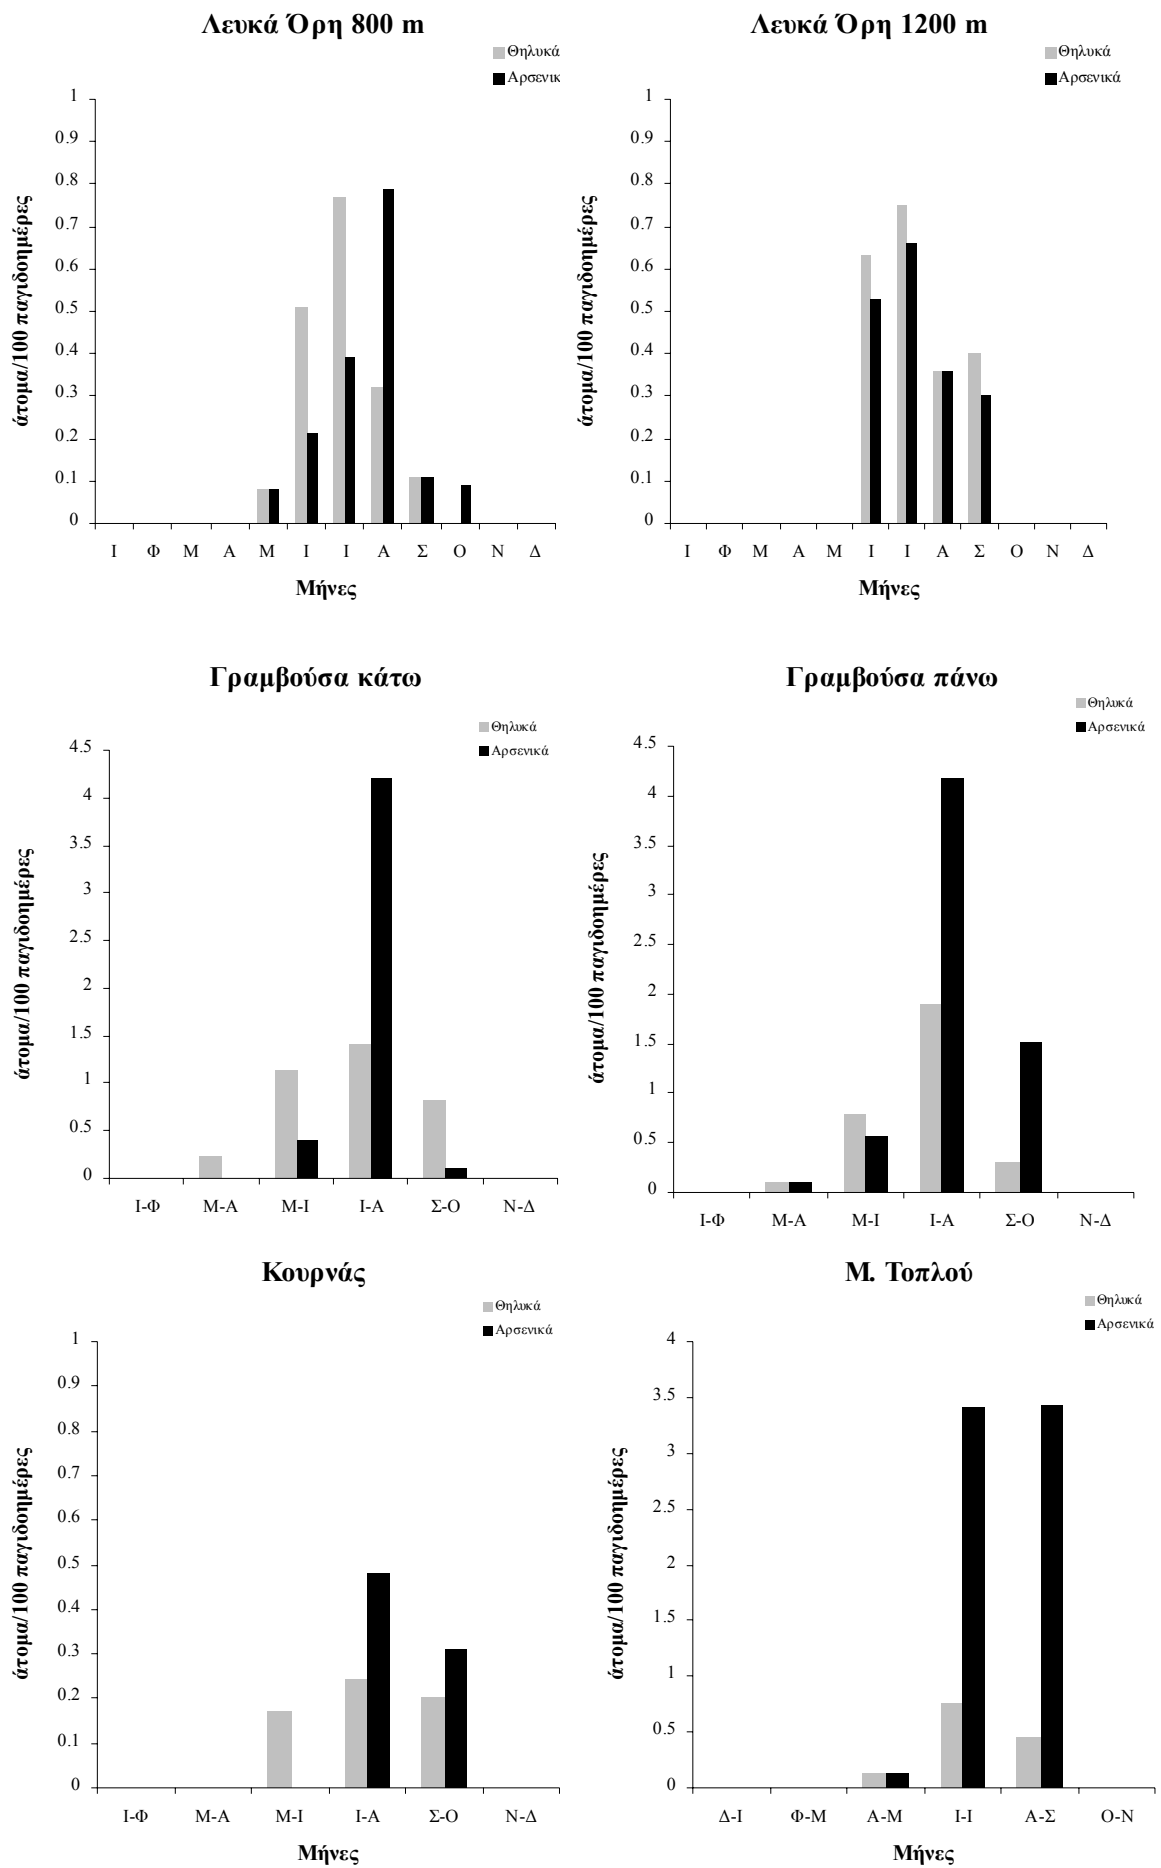 Λευκά Όρη 800 m
Θηλυκά
Αρσενικ
1
0.9
0.8
0.7
0.6
0.5
0.4
0.3
0.2
0.1
0
άτομα/100 παγιδοημέρες
Ι Φ Μ Α Μ Ι Ι Α Σ Ο Ν Δ
Μήνες
Λευκά Όρη 1200 m
Θηλυκά
Αρσενικά
1
0.9
0.8
0.7
0.6
0.5
0.4
0.3
0.2
0.1
0
άτομα/100 παγιδοημέρες
Ι Φ Μ Α Μ Ι Ι Α Σ Ο Ν Δ
Μήνες
Γραμβούσα κάτω
Θηλυκά
Αρσενικά
4.5
4
3.5
3
2.5
2
1.5
1
0.5
0
άτομα/100 παγιδοημέρες
Ι-Φ Μ-Α Μ-Ι Ι-Α Σ-Ο Ν-Δ
Γραμβούσα πάνω
Θηλυκά
Αρσενικά
4.5
4
3.5
3
2.5
2
1.5
1
0.5
0
άτομα/100 παγιδοημέρες
Ι-Φ Μ-Α Μ-Ι Ι-Α Σ-Ο Ν-Δ
Κουρνάς
Θηλυκά
Αρσενικά
1
0.9
0.8
0.7
0.6
0.5
0.4
0.3
0.2
0.1
0
άτομα/100 παγιδοημέρες
Ι-Φ Μ-Α Μ-Ι Ι-Α Σ-Ο Ν-Δ
Μήνες
Μ. Τοπλού
Θηλυκά
Αρσενικά
4
3.5
3
2.5
2
1.5
1
0.5
0
άτομα/100 παγιδοημέρες
Δ-Ι Φ-Μ Α-Μ Ι-Ι Α-Σ Ο-Ν
Μήνες